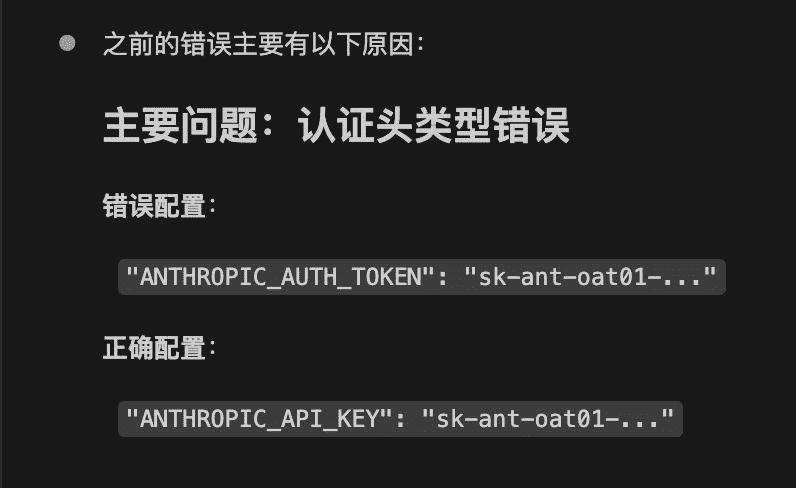 之前的错误主要有以下原因：
主要问题：认证头类型错误
错误配置：
"ANTHROPIC_AUTH_TOKEN": "sk-ant-oat01-..."
正确配置：
"ANTHROPIC_API_KEY": "sk-ant-oat01-..."